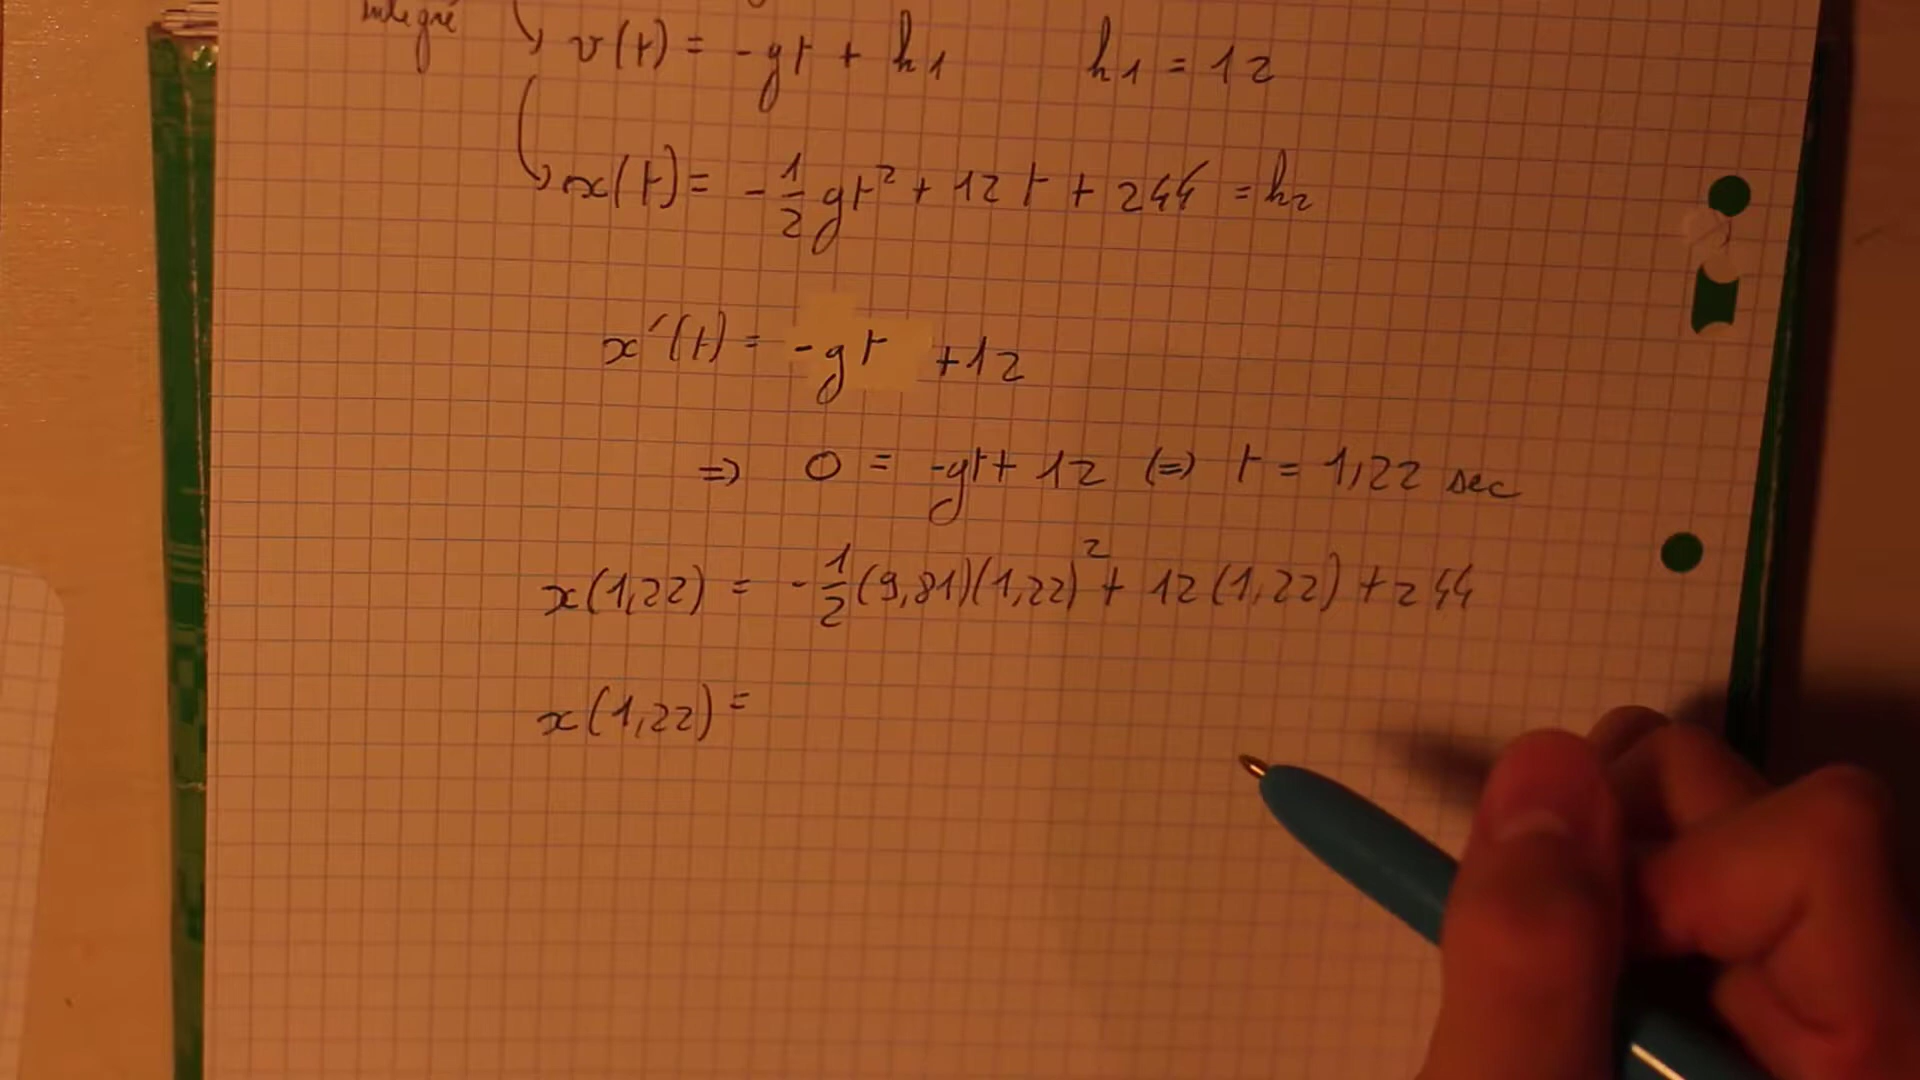 intégré v(t) = -gt + k1 k1 = 12
x(t) = -1/2 gt² + 12t + 244 = k2
x'(t) = -gt +12
=> 0 = -gt + 12 (=) t = 1,22 sec
x(1,22) = -1/2 (9,81)(1,22)² + 12(1,22) + 244
x(1,22) =